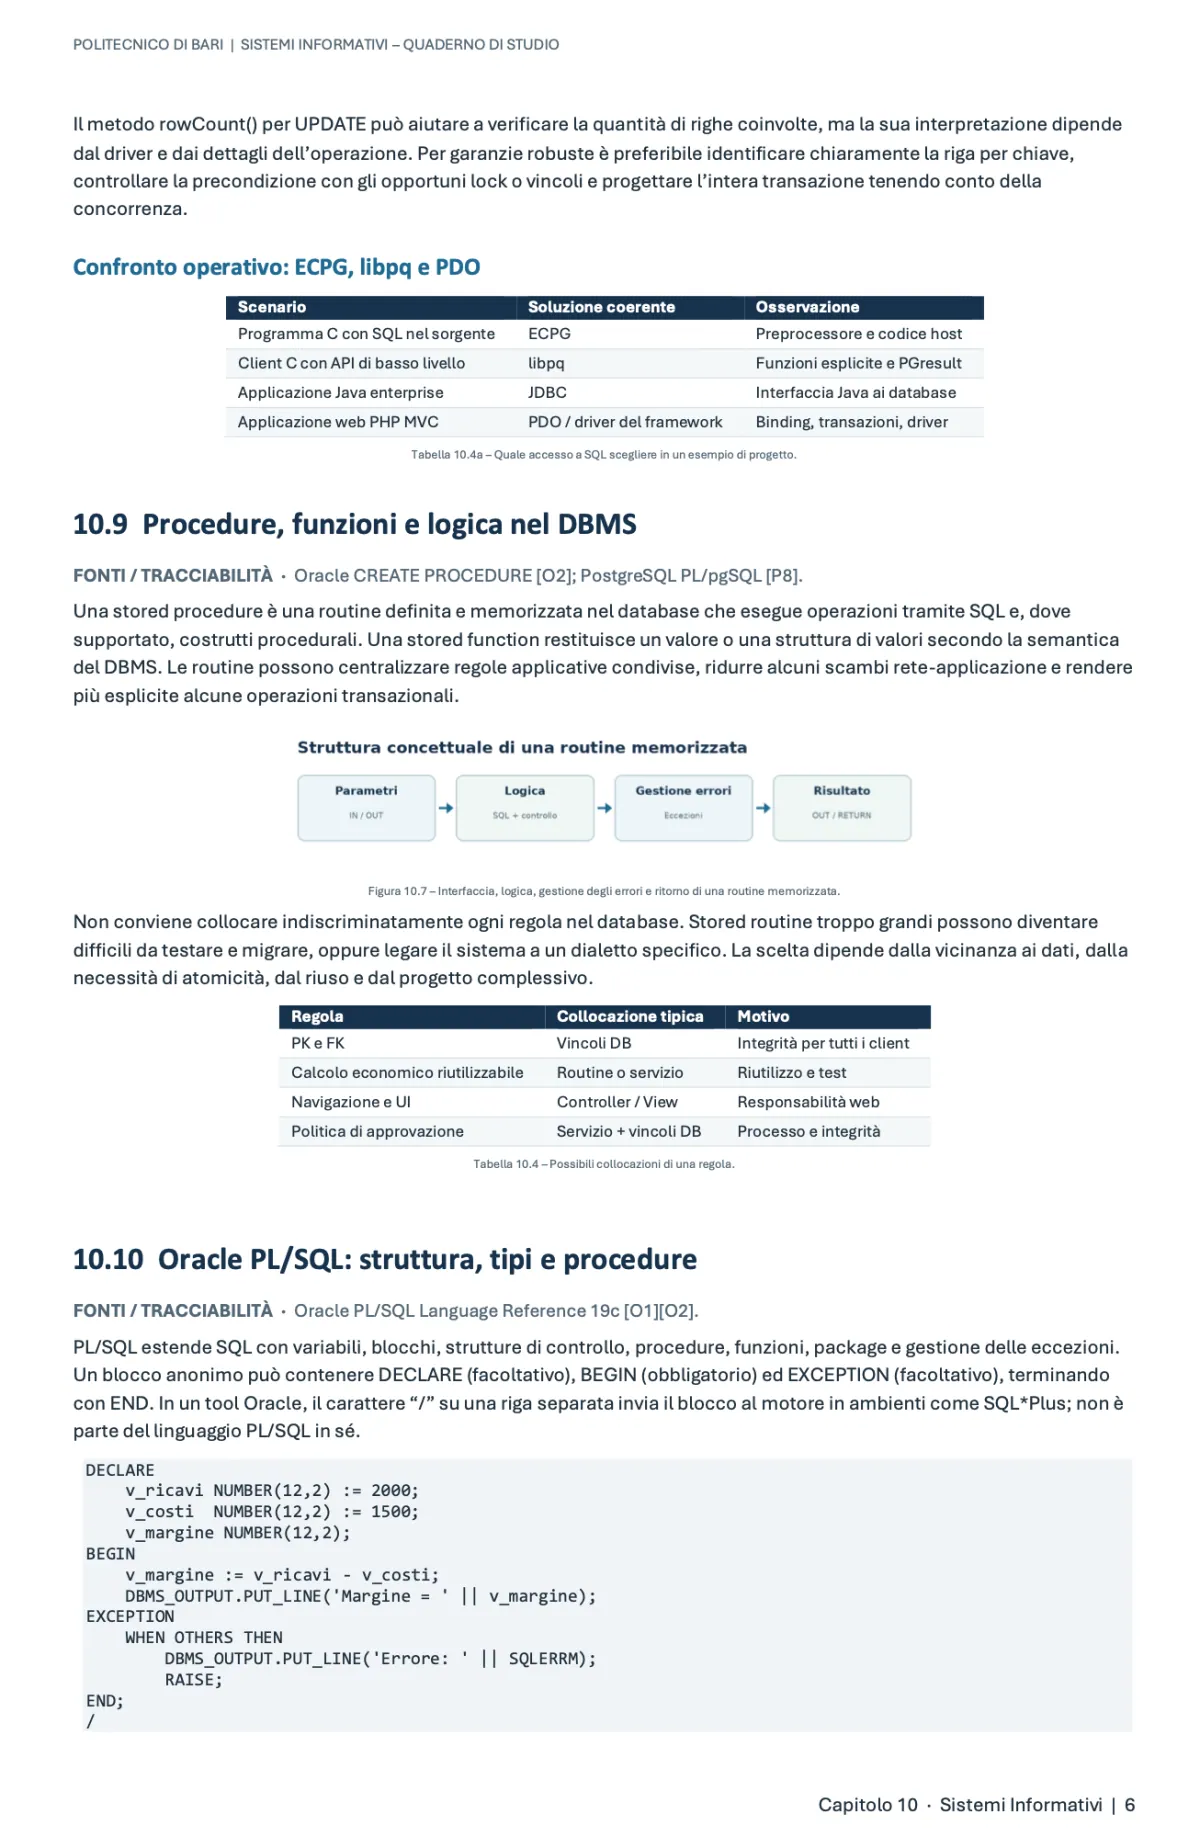 POLITECNICO DI BARI | SISTEMI INFORMATIVI – QUADERNO DI STUDIO
Il metodo rowCount() per UPDATE può aiutare a verificare la quantità di righe coinvolte, ma la sua interpretazione dipende
dal driver e dai dettagli dell’operazione. Per garanzie robuste è preferibile identificare chiaramente la riga per chiave,
controllare la precondizione con gli opportuni lock o vincoli e progettare l’intera transazione tenendo conto della
concorrenza.
Confronto operativo: ECPG, libpq e PDO
Scenario Soluzione coerente Osservazione
Programma C con SQL nel sorgente ECPG Preprocessore e codice host
Client C con API di basso livello libpq Funzioni esplicite e PGresult
Applicazione Java enterprise JDBC Interfaccia Java ai database
Applicazione web PHP MVC PDO / driver del framework Binding, transazioni, driver
Tabella 10.4a – Quale accesso a SQL scegliere in un esempio di progetto.
10.9 Procedure, funzioni e logica nel DBMS
FONTI / TRACCIABILITÀ · Oracle CREATE PROCEDURE [O2]; PostgreSQL PL/pgSQL [P8].
Una stored procedure è una routine definita e memorizzata nel database che esegue operazioni tramite SQL e, dove
supportato, costrutti procedurali. Una stored function restituisce un valore o una struttura di valori secondo la semantica
del DBMS. Le routine possono centralizzare regole applicative condivise, ridurre alcuni scambi rete-applicazione e rendere
più esplicite alcune operazioni transazionali.
Struttura concettuale di una routine memorizzata
Parametri Logica Gestione errori Risultato
IN / OUT SQL + controllo Eccezioni OUT / RETURN
Figura 10.7 – Interfaccia, logica, gestione degli errori e ritorno di una routine memorizzata.
Non conviene collocare indiscriminatamente ogni regola nel database. Stored routine troppo grandi possono diventare
difficili da testare e migrare, oppure legare il sistema a un dialetto specifico. La scelta dipende dalla vicinanza ai dati, dalla
necessità di atomicità, dal riuso e dal progetto complessivo.
Regola Collocazione tipica Motivo
PK e FK Vincoli DB Integrità per tutti i client
Calcolo economico riutilizzabile Routine o servizio Riutilizzo e test
Navigazione e UI Controller / View Responsabilità web
Politica di approvazione Servizio + vincoli DB Processo e integrità
Tabella 10.4 – Possibili collocazioni di una regola.
10.10 Oracle PL/SQL: struttura, tipi e procedure
FONTI / TRACCIABILITÀ · Oracle PL/SQL Language Reference 19c [O1][O2].
PL/SQL estende SQL con variabili, blocchi, strutture di controllo, procedure, funzioni, package e gestione delle eccezioni.
Un blocco anonimo può contenere DECLARE (facoltativo), BEGIN (obbligatorio) ed EXCEPTION (facoltativo), terminando
con END. In un tool Oracle, il carattere “/” su una riga separata invia il blocco al motore in ambienti come SQL*Plus; non è
parte del linguaggio PL/SQL in sé.
DECLARE
    v_ricavi NUMBER(12,2) := 2000;
    v_costi  NUMBER(12,2) := 1500;
    v_margine NUMBER(12,2);
BEGIN
    v_margine := v_ricavi - v_costi;
    DBMS_OUTPUT.PUT_LINE('Margine = ' || v_margine);
EXCEPTION
    WHEN OTHERS THEN
        DBMS_OUTPUT.PUT_LINE('Errore: ' || SQLERRM);
        RAISE;
END;
/
Capitolo 10 · Sistemi Informativi | 6